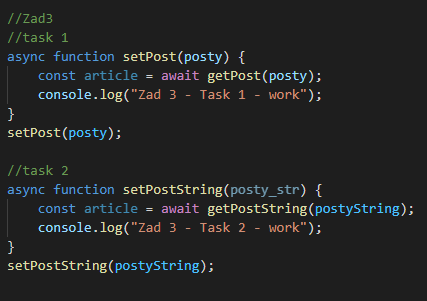 //Zad3
//task 1
async function setPost(posty) {
    const article = await getPost(posty);
    console.log("Zad 3 - Task 1 - work");
}
setPost(posty);

//task 2
async function setPostString(posty_str) {
    const article = await getPostString(postyString);
    console.log("Zad 3 - Task 2 - work");
}
setPostString(postyString);